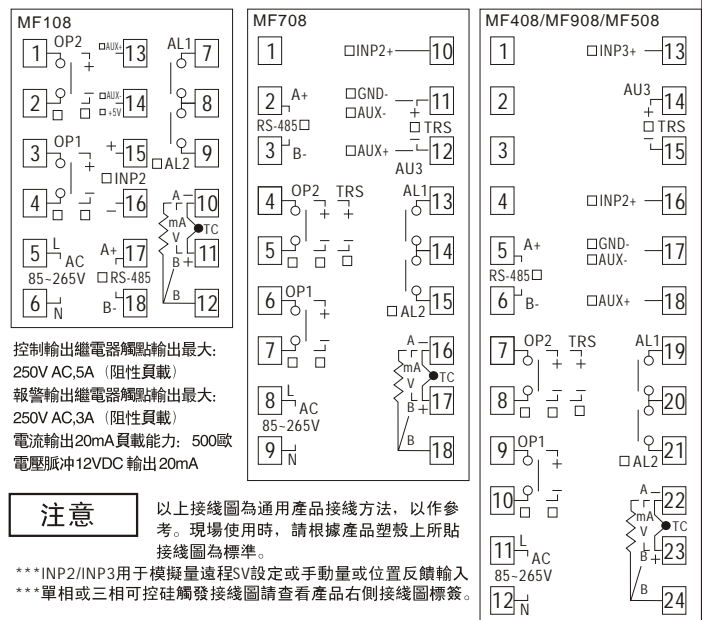 MF108
1 OP2 □AUX+ 13 AL1 7
+
2 □AUX- 14 8
- □+5V
3 OP1 + 15 9
+ □INP2 □AL2
4 - 16 A - 10
-
mA TC
V
5 L AC A+ 17 B + 11
85~265V □RS-485
6 N B- 18 B 12
MF708
1 □INP2+ 10
2 A+ □GND- 11
□AUX- +
RS-485□ □TRS
3 B- □AUX+ - 12
AU3
4 OP2 TRS AL1 13
+ +
5 - - 14
6 OP1 15
+ □AL2
7 - A - 16
mA TC
V
8 L AC B + 17
85~265V
9 N B 18
MF408/MF908/MF508
1 □INP3+ 13
2 AU3 14
+
□TRS
3 - 15
4 □INP2+ 16
5 A+ □GND- 17
□AUX-
RS-485□
6 B- □AUX+ 18
7 OP2 TRS AL1 19
+ +
8 - - 20
9 OP1 21
+ □AL2
10 - A - 22
mA TC
V
11 L AC B + 23
85~265V
12 N B 24
控制輸出繼電器觸點輸出最大：
250V AC,5A（阻性負載）
報警輸出繼電器觸點輸出最大：
250V AC,3A（阻性負載）
電流輸出20mA負載能力：500歐
電壓脈冲12VDC 輸出20mA
注意
以上接綫圖為通用產品接綫方法，以作參
考。現場使用時，請根據產品塑殼上所貼
接綫圖為標準。
***INP2/INP3用于模擬量遠程SV設定或手動量或位置反饋輸入
***單相或三相可控硅觸發接綫圖請查看產品右側接綫圖標簽。